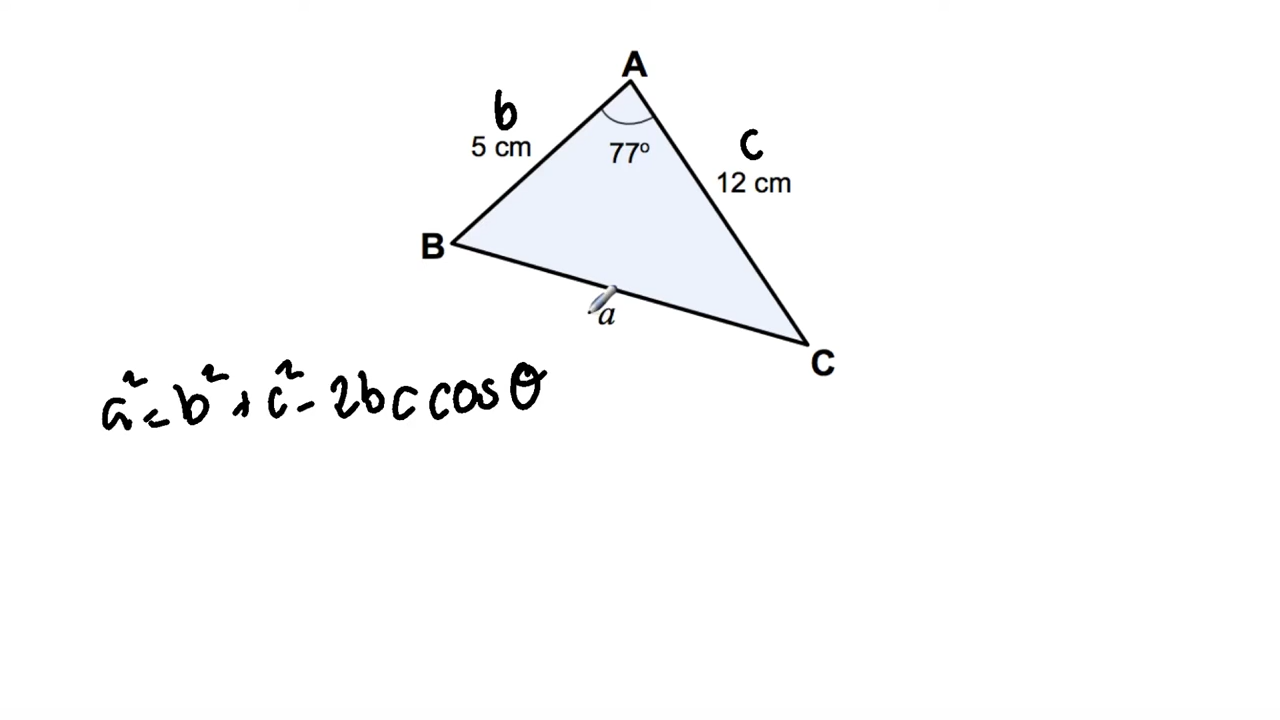 A
b
5 cm
77°
c
12 cm
B
a
C
a² = b² + c² - 2bc cos θ